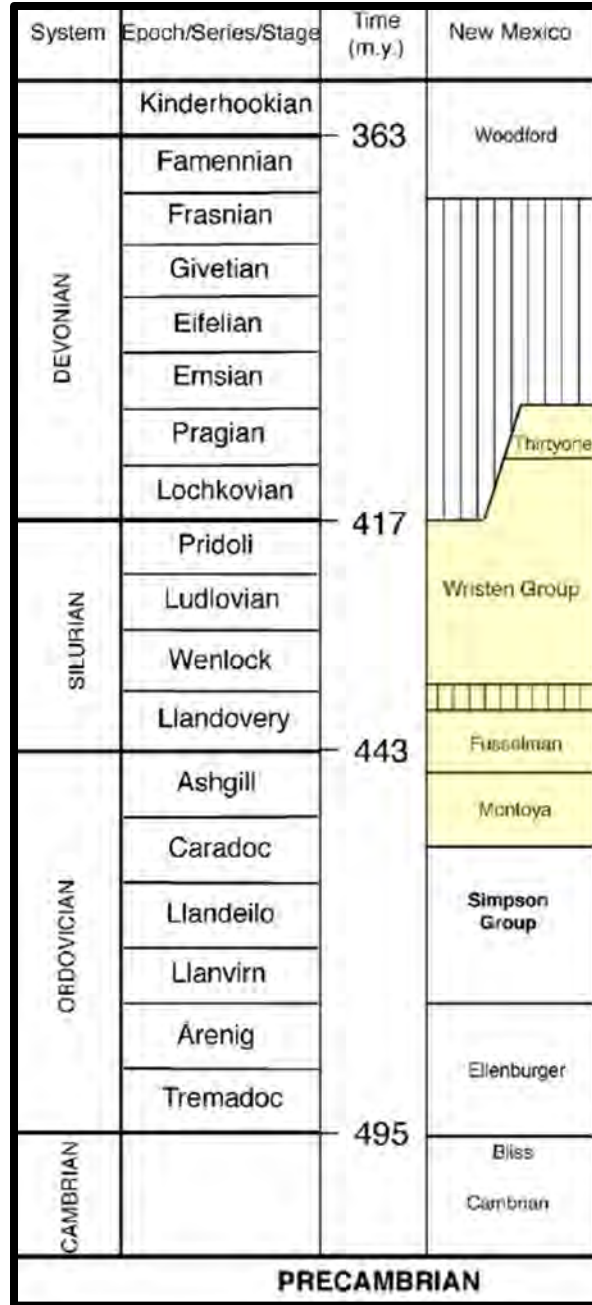 System Epoch/Series/Stage Time (m.y.) New Mexico
Kinderhookian
363
Woodford
Famennian
Frasnian
Givetian
Eifelian
DEVONIAN
Emsian
Pragian
Thirtyone
Lochkovian
417
Pridoli
Ludlovian
Wristen Group
SILURIAN
Wenlock
Llandovery
443
Fusselman
Ashgill
Montoya
Caradoc
Llandeilo
Simpson
Group
ORDOVICIAN
Llanvirn
Arenig
Ellenburger
Tremadoc
495
Bliss
CAMBRIAN
Cambrian
PRECAMBRIAN